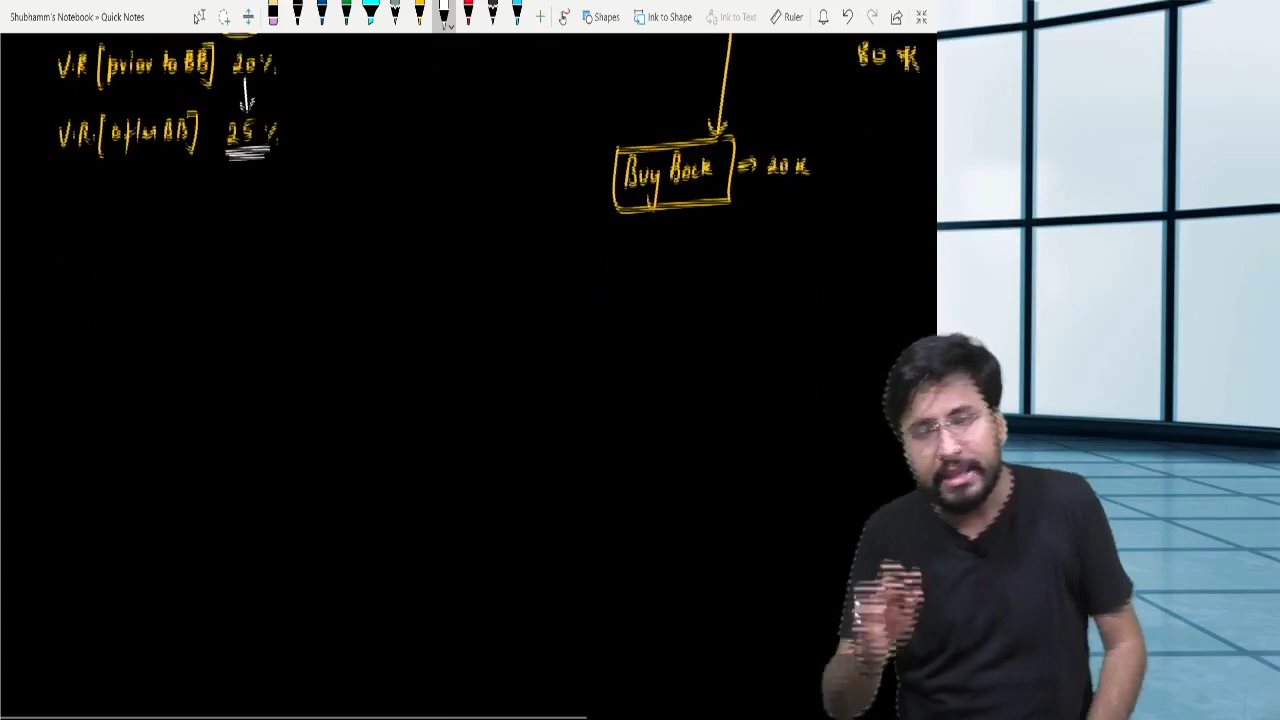 Shubhamm's Notebook » Quick Notes
Shapes
Ink to Shape
Ink to Text
Ruler
V.R [prior to BB] 20%
V.R. [after BB] 25%
80 K
Buy Back ⇒ 20 K